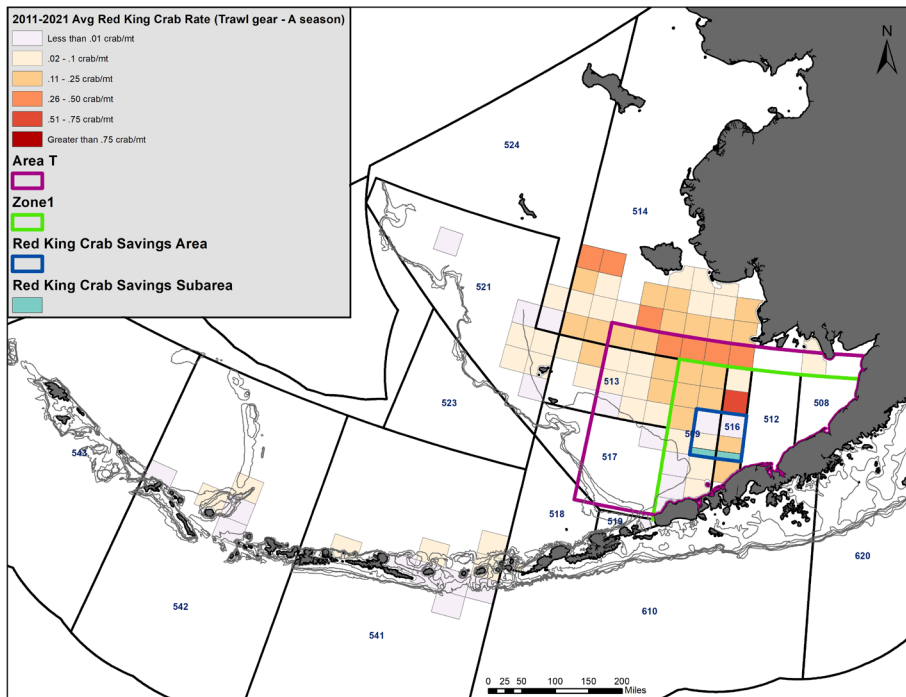 2011-2021 Avg Red King Crab Rate (Trawl gear - A season)
Less than .01 crab/mt
.02 - .1 crab/mt
.11 - .25 crab/mt
.26 - .50 crab/mt
.51 - .75 crab/mt
Greater than .75 crab/mt
Area T
Zone1
Red King Crab Savings Area
Red King Crab Savings Subarea
N
524
514
521
513
508
516
512
509
523
517
543
518
519
620
542
541
610
0 25 50 100 150 200
Miles